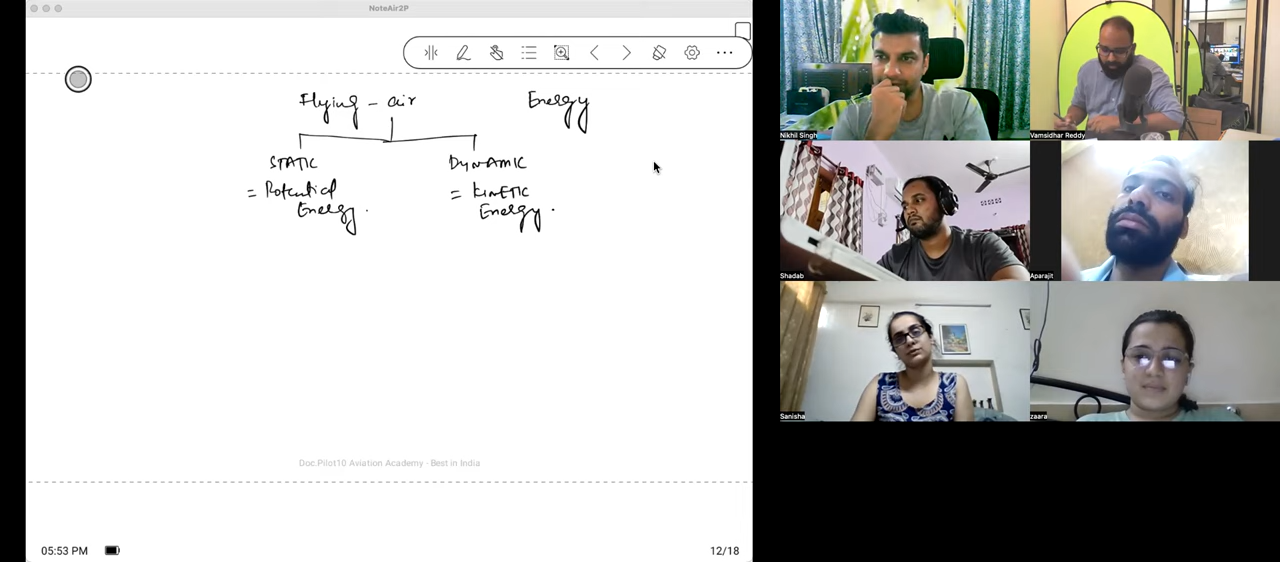 NoteAir2P
Flying - air
Energy
STATIC
= Potential
Energy.
DYNAMIC
= KINETIC
Energy.
Doc:Pilot10 Aviation Academy - Best in India
05:53 PM
12/18
Nikhil Singh
Vamsidhar Reddy
Shadab
Aparajit
Sanisha
zaara